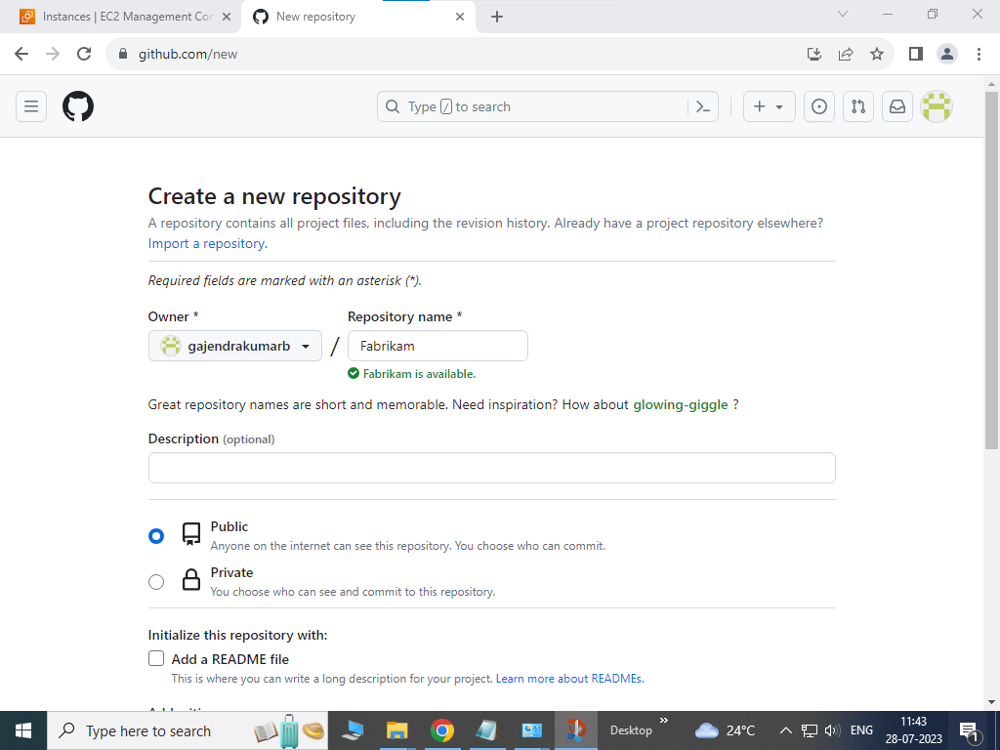 Instances | EC2 Management Con
New repository
github.com/new
Type / to search
Create a new repository
A repository contains all project files, including the revision history. Already have a project repository elsewhere?
Import a repository.
Required fields are marked with an asterisk (*).
Owner *
Repository name *
gajendrakumarb
/
Fabrikam
Fabrikam is available.
Great repository names are short and memorable. Need inspiration? How about glowing-giggle ?
Description (optional)
Public
Anyone on the internet can see this repository. You choose who can commit.
Private
You choose who can see and commit to this repository.
Initialize this repository with:
Add a README file
This is where you can write a long description for your project. Learn more about READMEs.
Type here to search
Desktop
24°C
ENG
11:43
28-07-2023
1